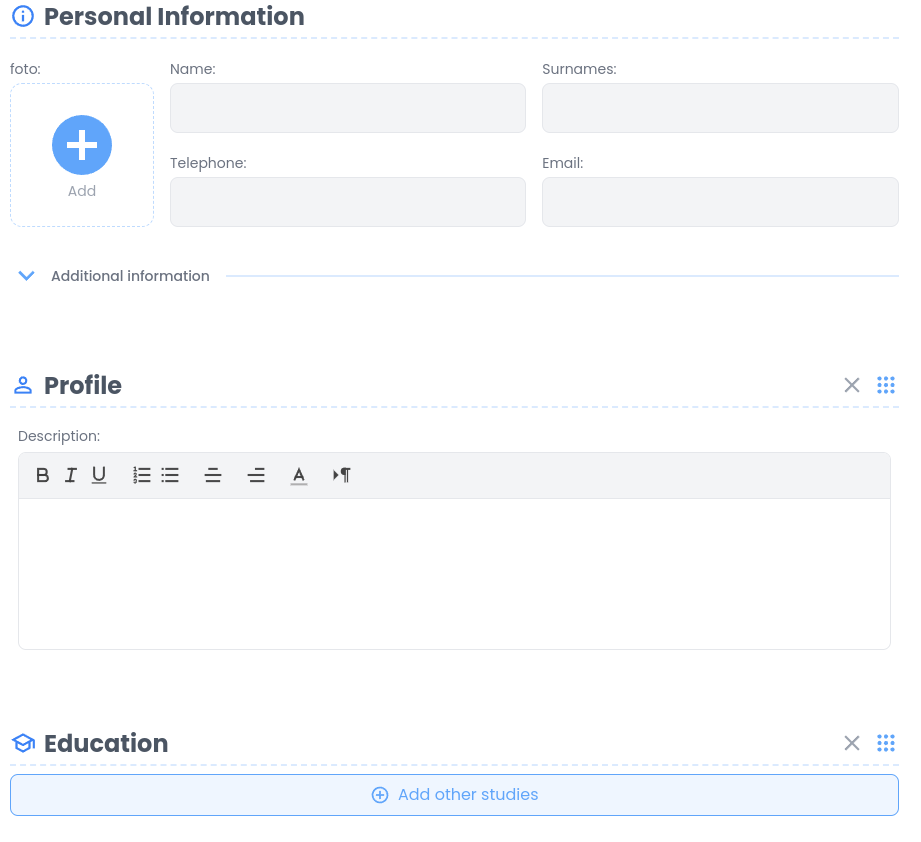 Personal Information
foto:
Name:
Surnames:
Add
Telephone:
Email:
Additional information
Profile
Description:
B I U A
Education
Add other studies